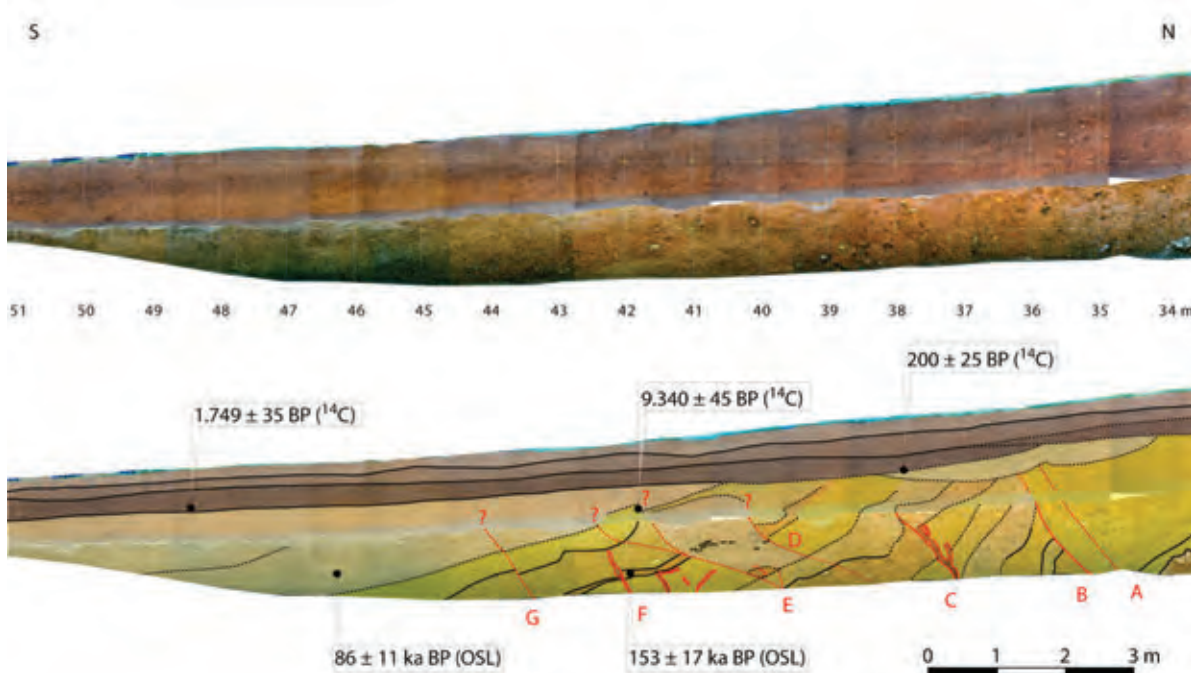 S
N
51 50 49 48 47 46 45 44 43 42 41 40 39 38 37 36 35 34 m
200 ± 25 BP (¹⁴C)
1.749 ± 35 BP (¹⁴C)
9.340 ± 45 BP (¹⁴C)
?
?
?
?
D
G
F
E
C
B
A
86 ± 11 ka BP (OSL)
153 ± 17 ka BP (OSL)
0 1 2 3 m